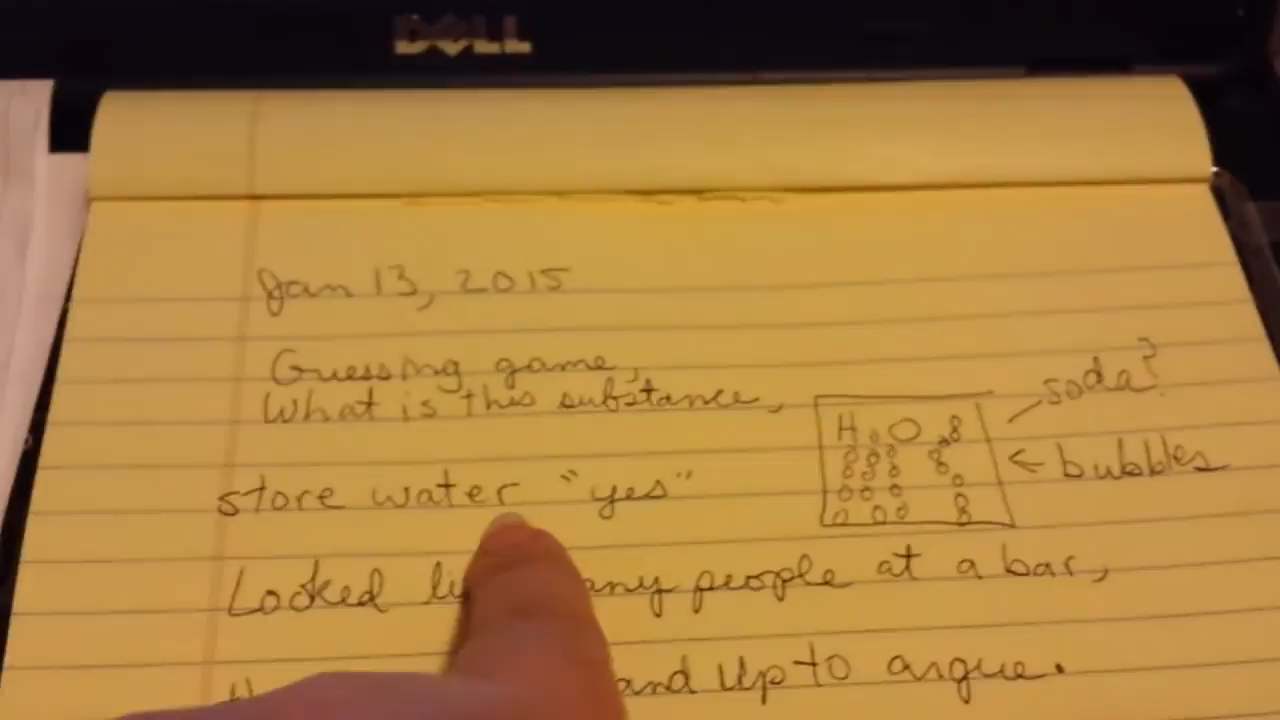 DELL
Jan 13, 2015
Guessing game,
What is this substance,
soda?
H2O
bubbles
store water "yes"
Looked any people at a bar,
and up to argue.